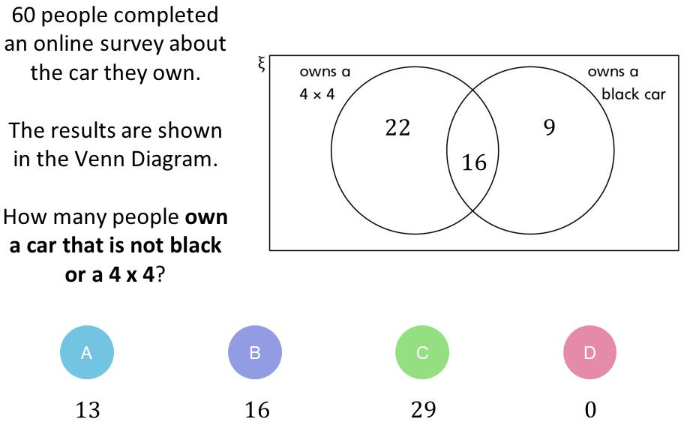 60 people completed
an online survey about
the car they own.
The results are shown
in the Venn Diagram.
How many people own
a car that is not black
or a 4 x 4?
ξ
owns a
4 × 4
owns a
black car
22
9
16
A
B
C
D
13
16
29
0